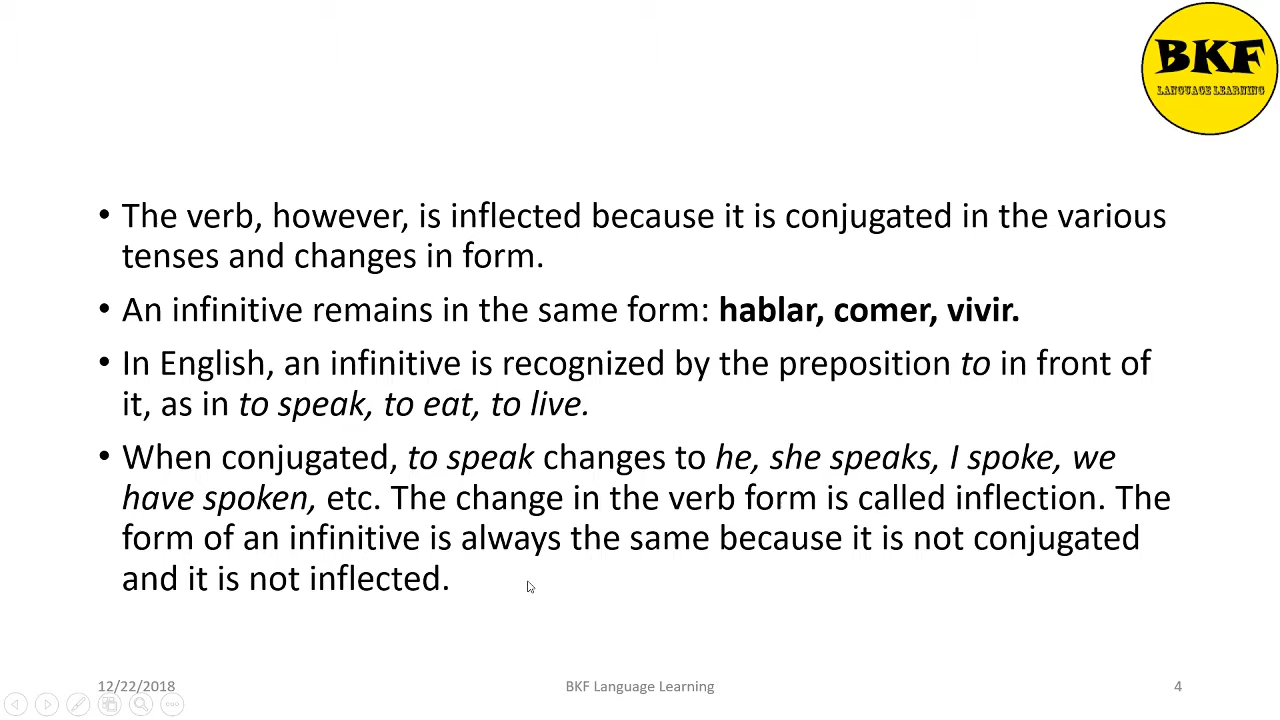 BKF
LANGUAGE LEARNING
• The verb, however, is inflected because it is conjugated in the various
tenses and changes in form.
• An infinitive remains in the same form: hablar, comer, vivir.
• In English, an infinitive is recognized by the preposition to in front of
it, as in to speak, to eat, to live.
• When conjugated, to speak changes to he, she speaks, I spoke, we
have spoken, etc. The change in the verb form is called inflection. The
form of an infinitive is always the same because it is not conjugated
and it is not inflected.
12/22/2018
BKF Language Learning
4